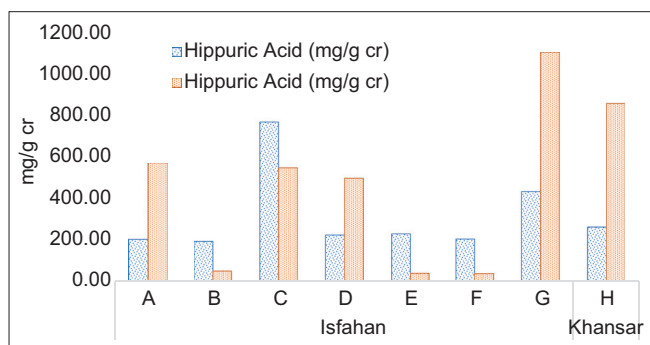 1200.00
1000.00
800.00
600.00
400.00
200.00
0.00
mg/g cr
Hippuric Acid (mg/g cr)
Hippuric Acid (mg/g cr)
A B C D E F G H
Isfahan Khansar